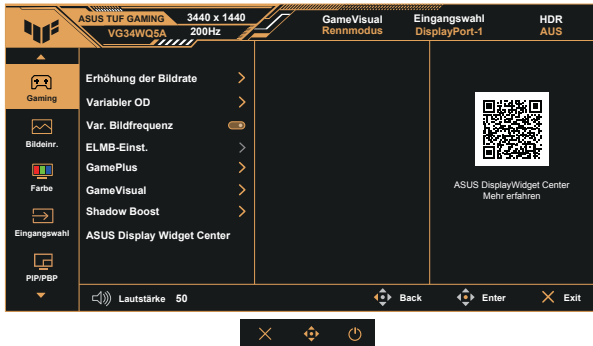 ASUS TUF GAMING
VG34WQ5A
3440 x 1440
200Hz
GameVisual
Rennmodus
Eingangswahl
DisplayPort-1
HDR
AUS
Gaming
Bildeinr.
Farbe
Eingangswahl
PIP/PBP
Erhöhung der Bildrate
Variabler OD
Var. Bildfrequenz
ELMB-Einst.
GamePlus
GameVisual
Shadow Boost
ASUS Display Widget Center
ASUS DisplayWidget Center
Mehr erfahren
Lautstärke 50
Back
Enter
Exit